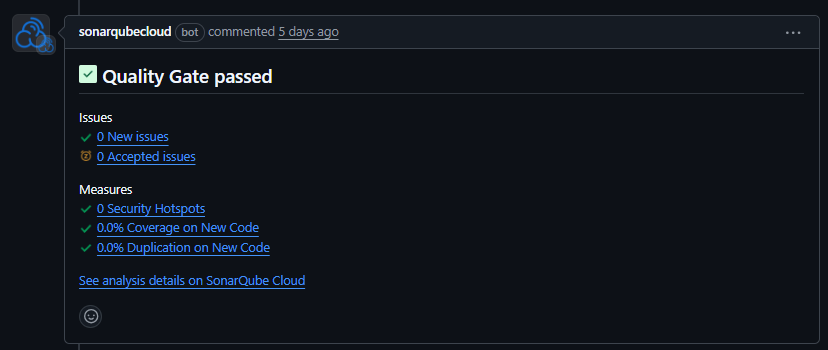 sonarqubecloud bot commented 5 days ago
Quality Gate passed
Issues
0 New issues
0 Accepted issues
Measures
0 Security Hotspots
0.0% Coverage on New Code
0.0% Duplication on New Code
See analysis details on SonarQube Cloud